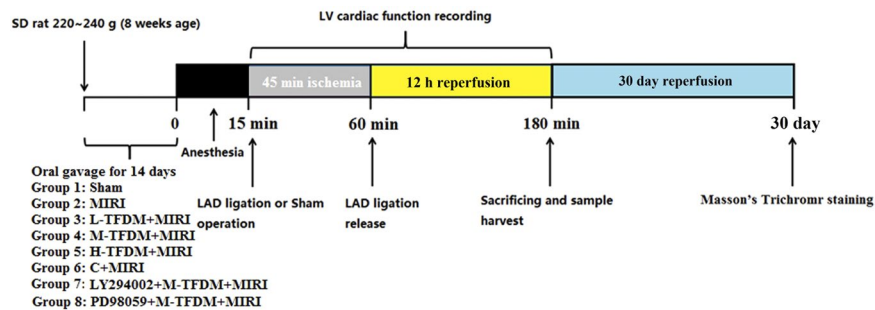 SD rat 220~240 g (8 weeks age)
LV cardiac function recording
45 min ischemia
12 h reperfusion
30 day reperfusion
0
15 min
60 min
180 min
30 day
Anesthesia
Oral gavage for 14 days
Group 1: Sham
Group 2: MIRI
Group 3: L-TFDM+MIRI
Group 4: M-TFDM+MIRI
Group 5: H-TFDM+MIRI
Group 6: C+MIRI
Group 7: LY294002+M-TFDM+MIRI
Group 8: PD98059+M-TFDM+MIRI
LAD ligation or Sham
operation
LAD ligation
release
Sacrificing and sample
harvest
Masson's Trichromr staining